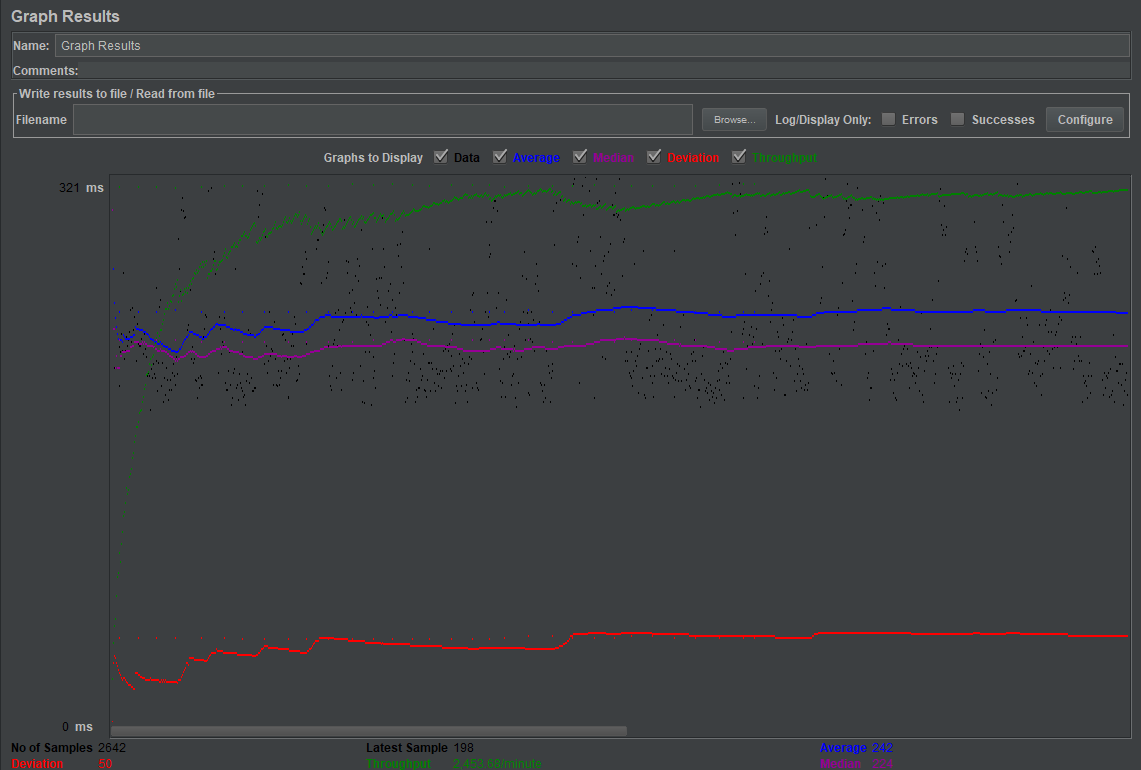 Graph Results
Name: Graph Results
Comments:
Write results to file / Read from file
Filename Browse... Log/Display Only: Errors Successes Configure
Graphs to Display Data Average Median Deviation Throughput
321 ms
0 ms
No of Samples 2642 Latest Sample 198 Average 242
Deviation 50 Throughput 2,453.68/minute Median